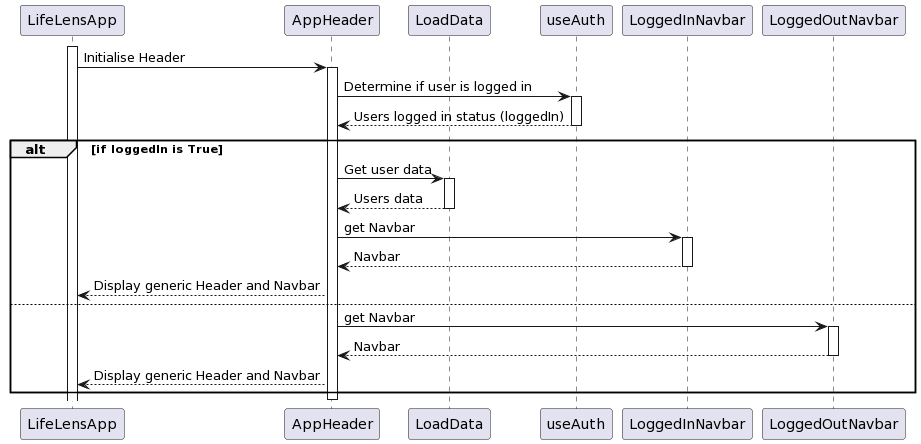 LifeLensApp AppHeader LoadData useAuth LoggedInNavbar LoggedOutNavbar
Initialise Header
Determine if user is logged in
Users logged in status (loggedIn)
alt [if loggedIn is True]
Get user data
Users data
get Navbar
Navbar
Display generic Header and Navbar
get Navbar
Navbar
Display generic Header and Navbar
LifeLensApp AppHeader LoadData useAuth LoggedInNavbar LoggedOutNavbar